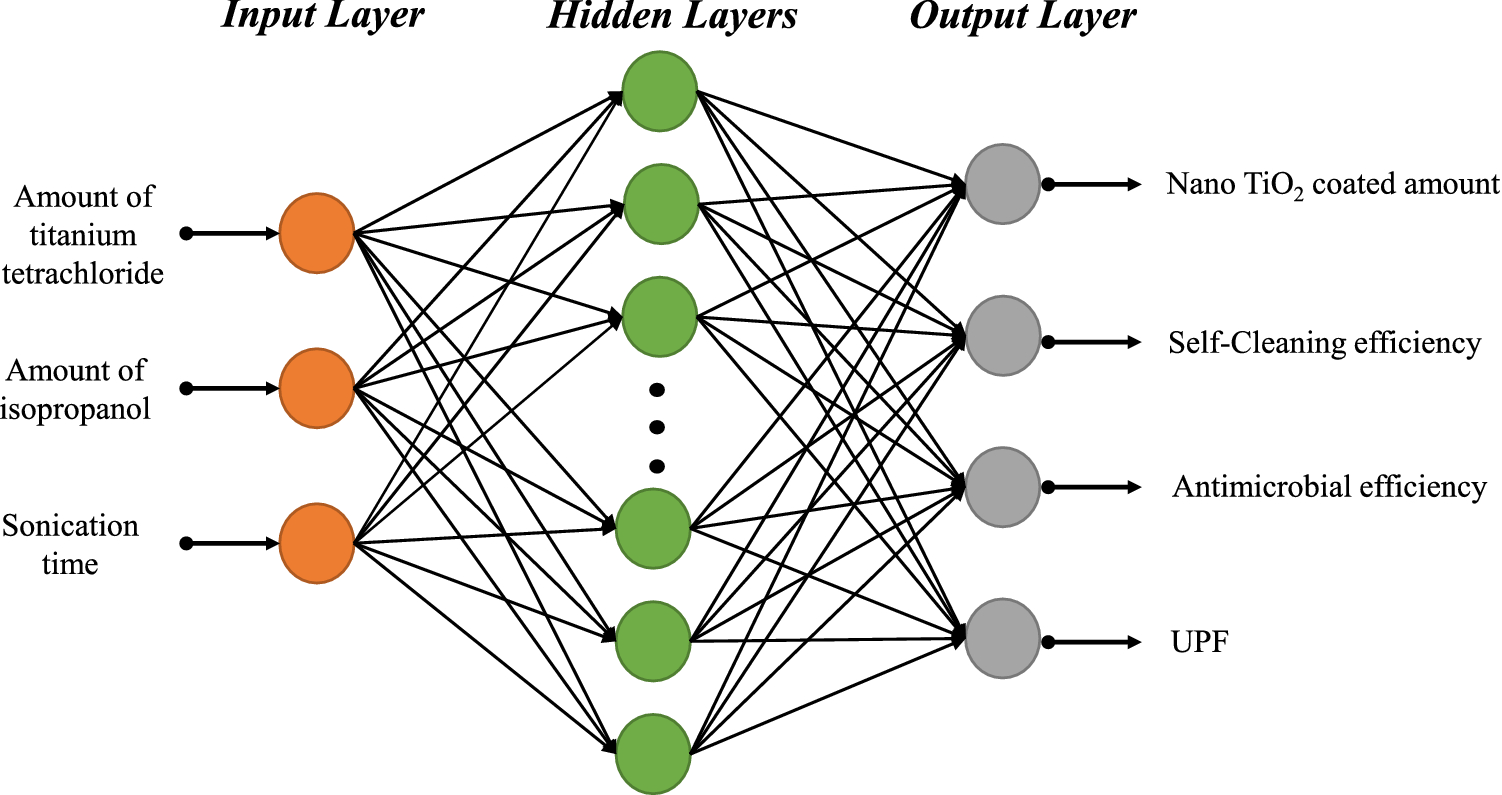 Input Layer
Hidden Layers
Output Layer
Amount of
titanium
tetrachloride
Amount of
isopropanol
Sonication
time
Nano TiO₂ coated amount
Self-Cleaning efficiency
Antimicrobial efficiency
UPF